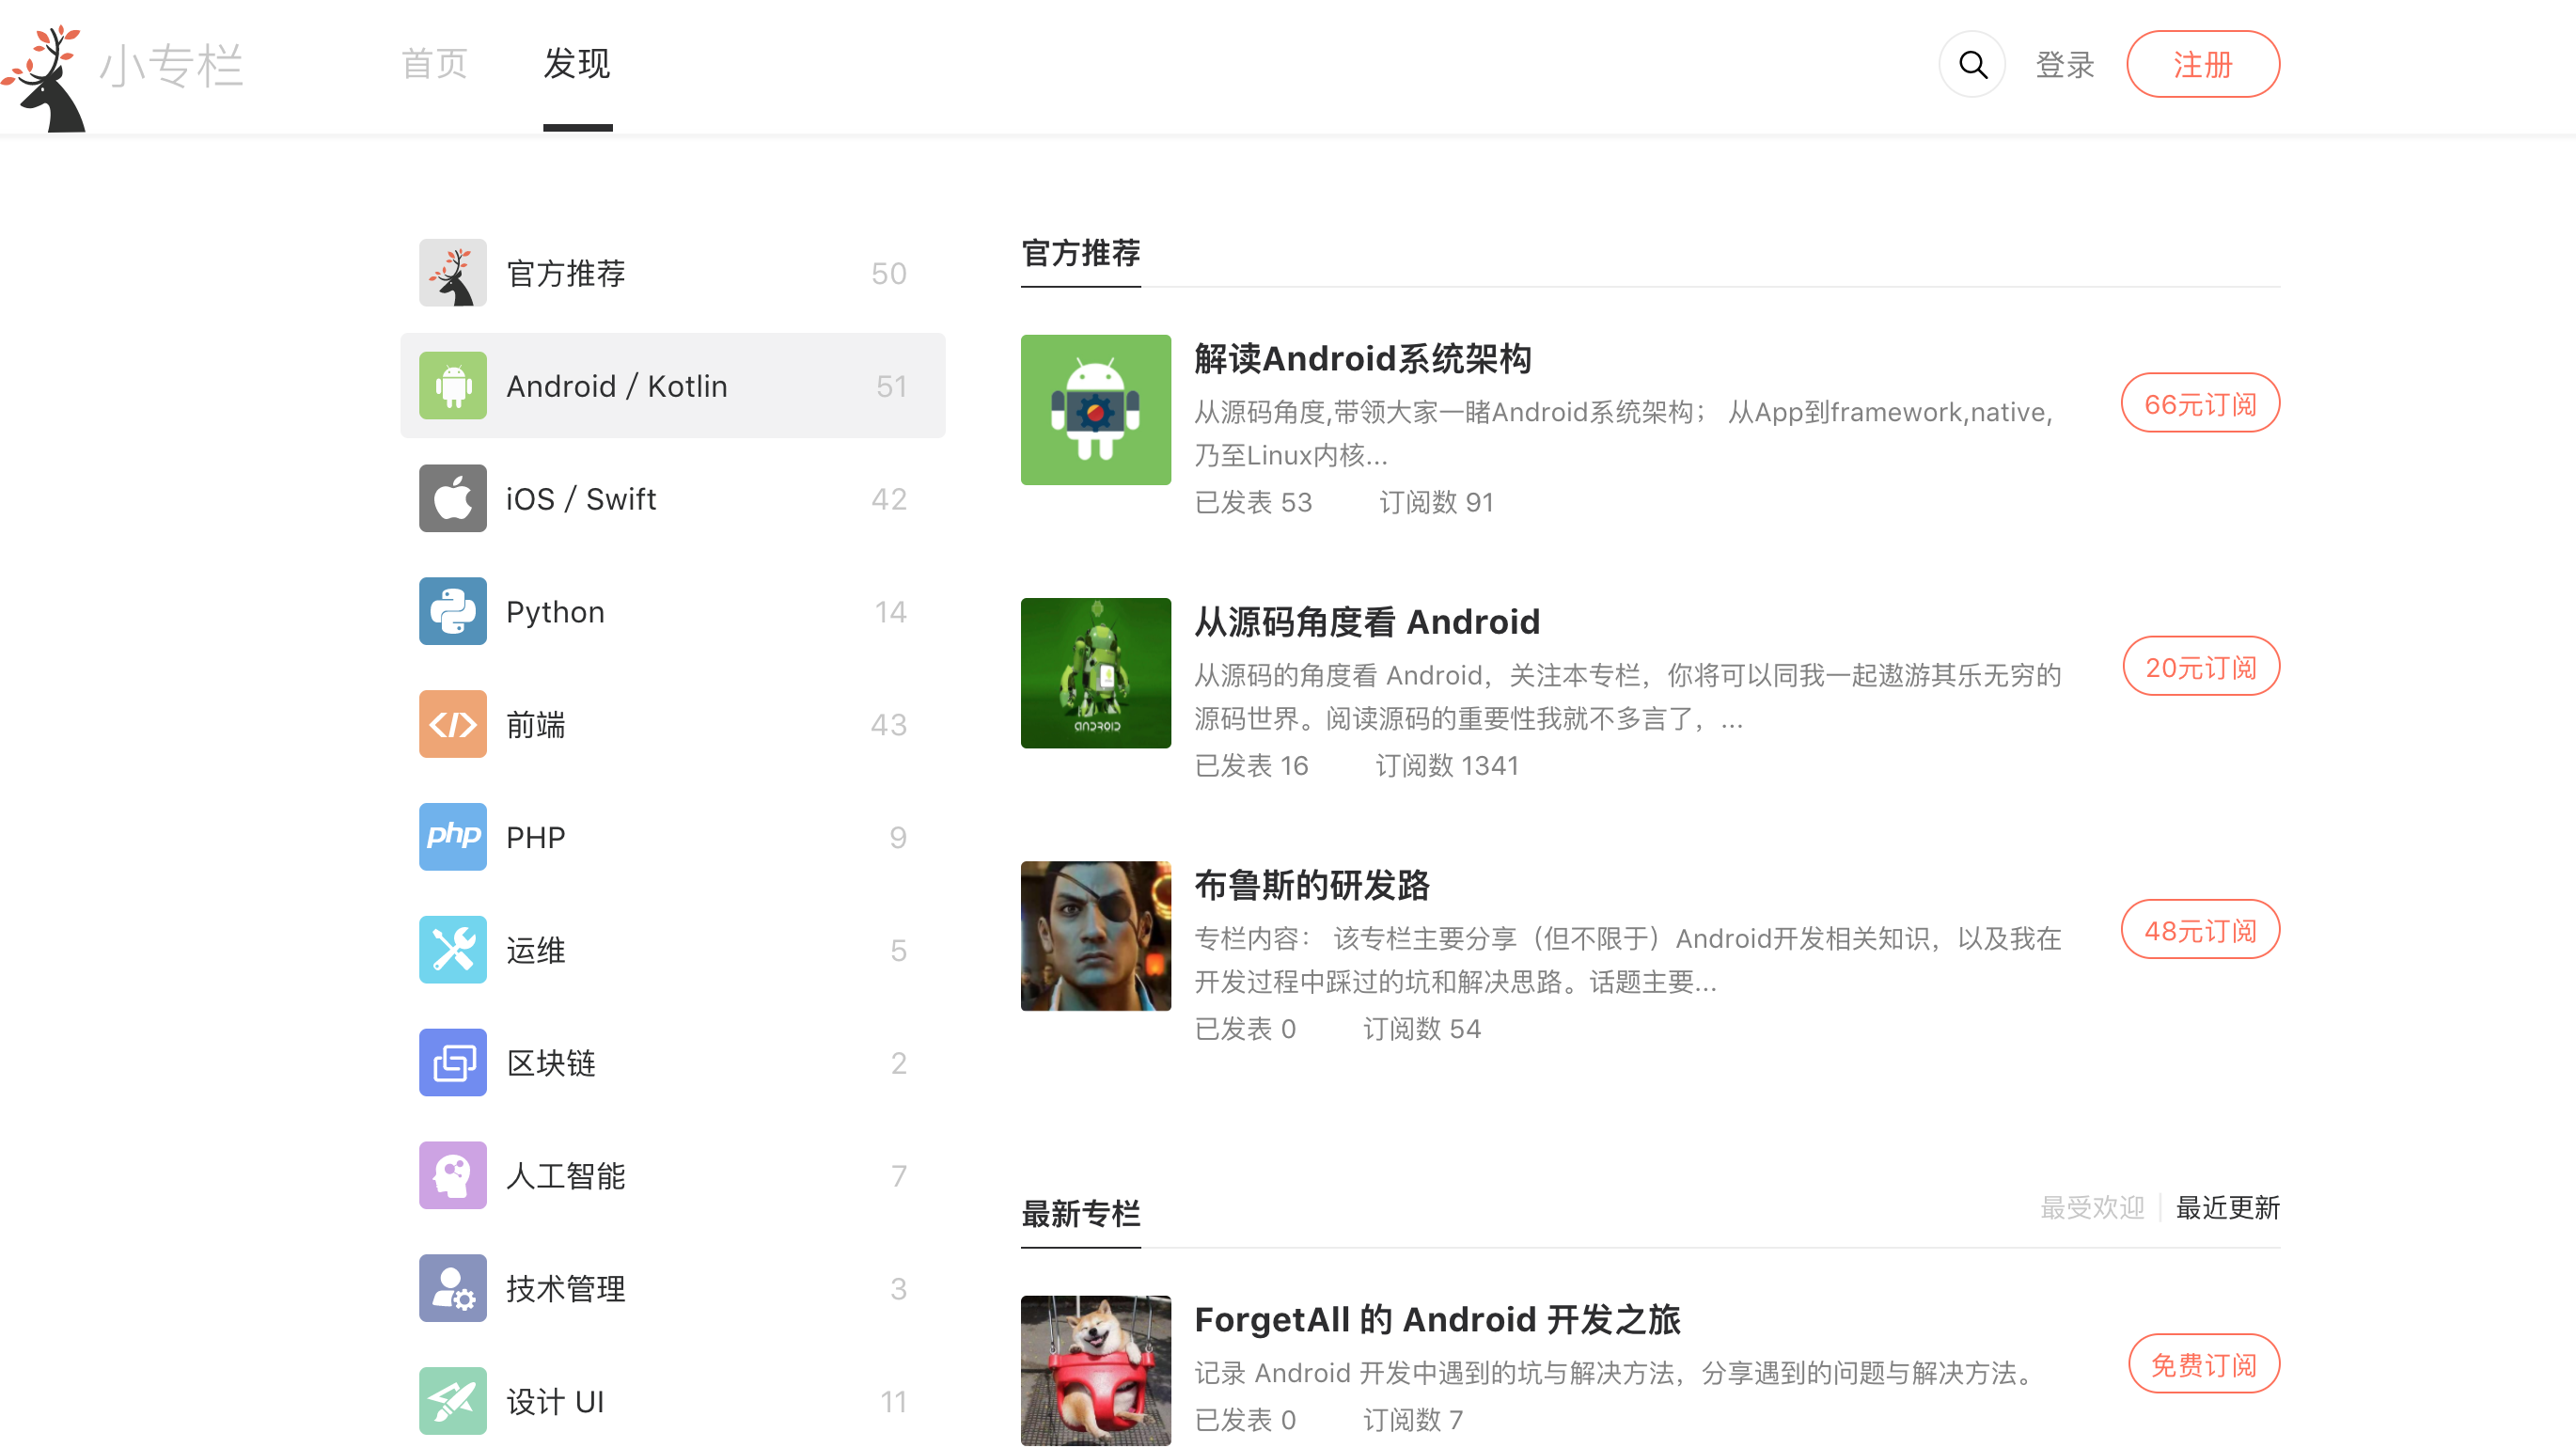 小专栏
首页
发现
登录
注册
官方推荐 50
Android / Kotlin 51
iOS / Swift 42
Python 14
前端 43
php PHP 9
运维 5
区块链 2
人工智能 7
技术管理 3
设计 UI 11
官方推荐
解读Android系统架构
从源码角度,带领大家一睹Android系统架构； 从App到framework,native,
乃至Linux内核...
已发表 53 订阅数 91
66元订阅
从源码角度看 Android
从源码的角度看 Android，关注本专栏，你将可以同我一起遨游其乐无穷的
源码世界。阅读源码的重要性我就不多言了，...
已发表 16 订阅数 1341
20元订阅
ANDROID
布鲁斯的研发路
专栏内容： 该专栏主要分享（但不限于）Android开发相关知识，以及我在
开发过程中踩过的坑和解决思路。话题主要...
已发表 0 订阅数 54
48元订阅
最新专栏
最受欢迎 | 最近更新
ForgetAll 的 Android 开发之旅
记录 Android 开发中遇到的坑与解决方法，分享遇到的问题与解决方法。
已发表 0 订阅数 7
免费订阅